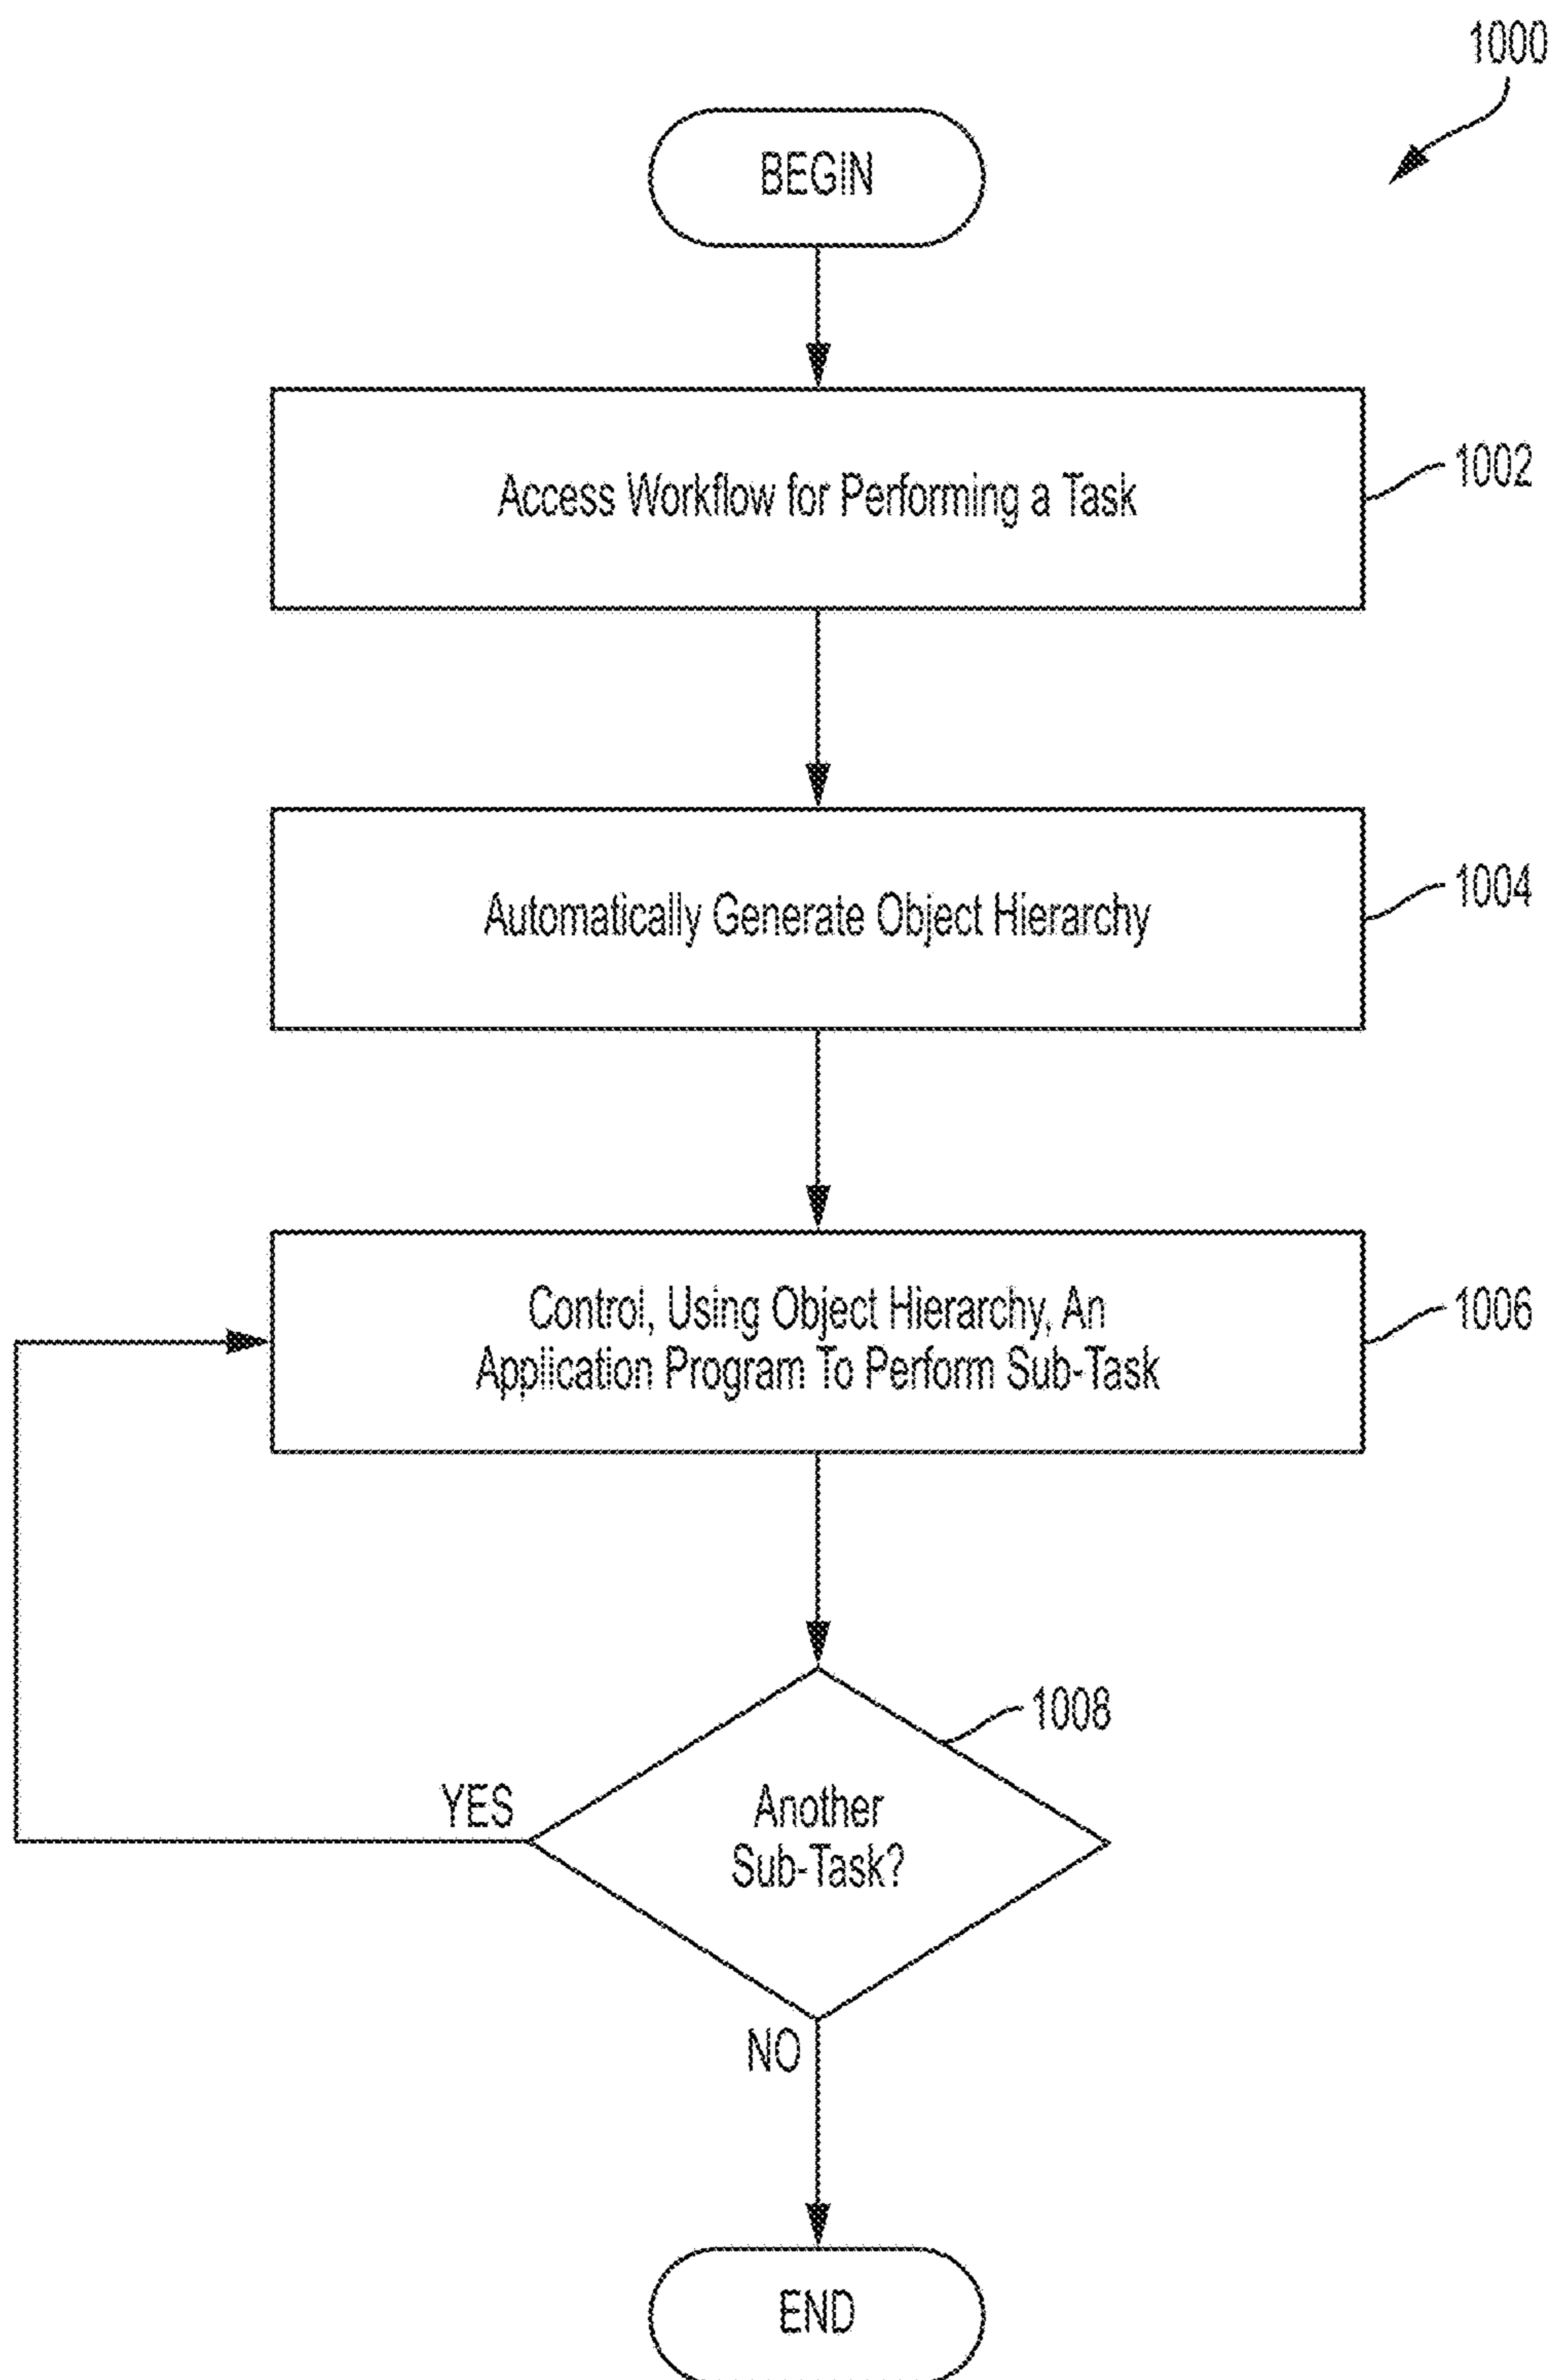 1000
BEGIN
Access Workflow for Performing a Task
1002
Automatically Generate Object Hierarchy
1004
Control, Using Object Hierarchy, An
Application Program To Perform Sub-Task
1006
1008
YES
Another
Sub-Task?
NO
END